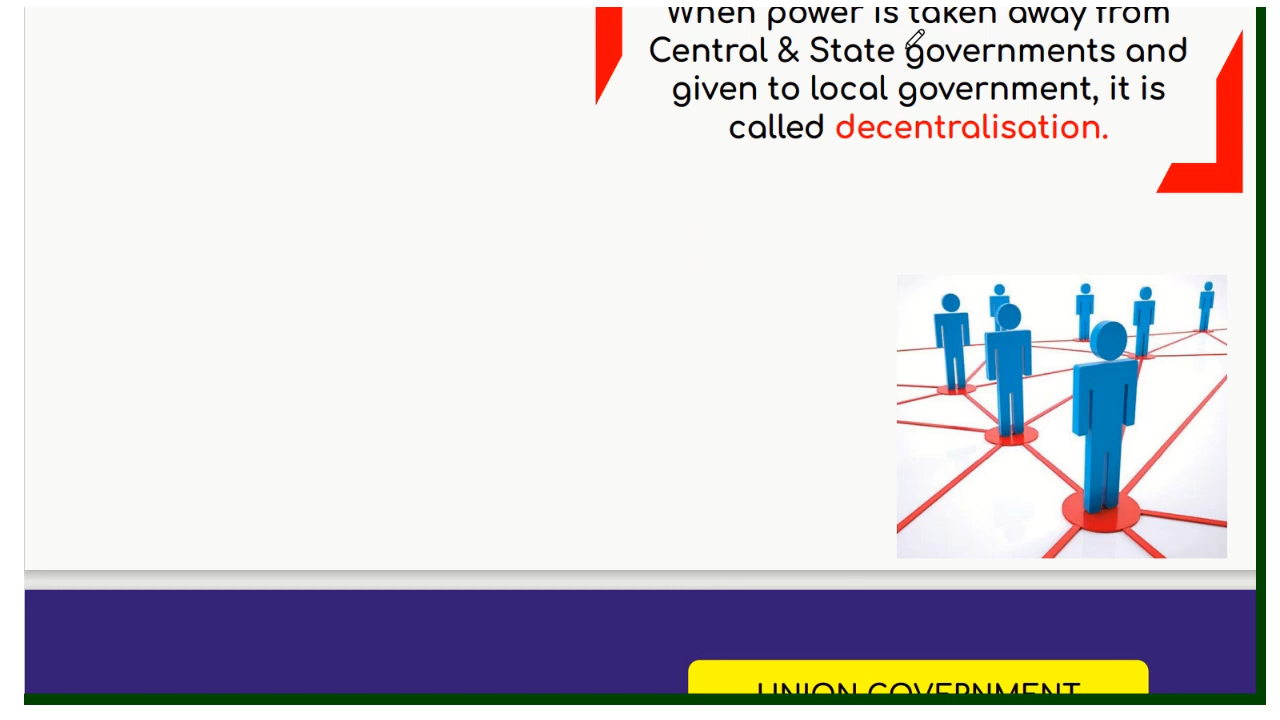 When power is taken away from
Central & State governments and
given to local government, it is
called decentralisation.
UNION GOVERNMENT